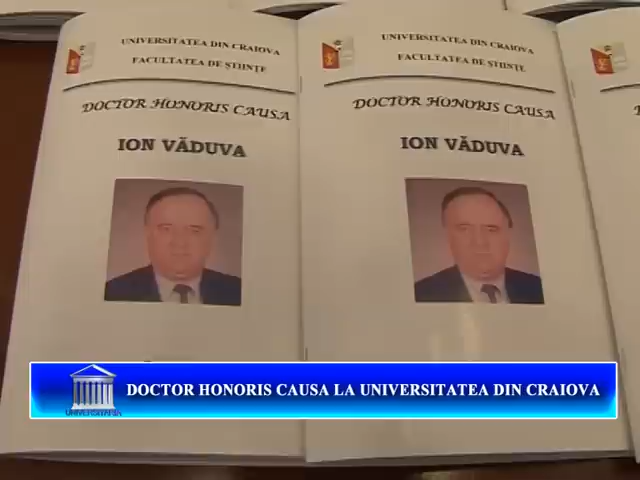 UNIVERSITATEA DIN CRAIOVA
FACULTATEA DE ȘTIINȚE
DOCTOR HONORIS CAUSA
ION VĂDUVA
UNIVERSITATEA DIN CRAIOVA
FACULTATEA DE ȘTIINȚE
DOCTOR HONORIS CAUSA
ION VĂDUVA
UNIVERSITARIA
DOCTOR HONORIS CAUSA LA UNIVERSITATEA DIN CRAIOVA